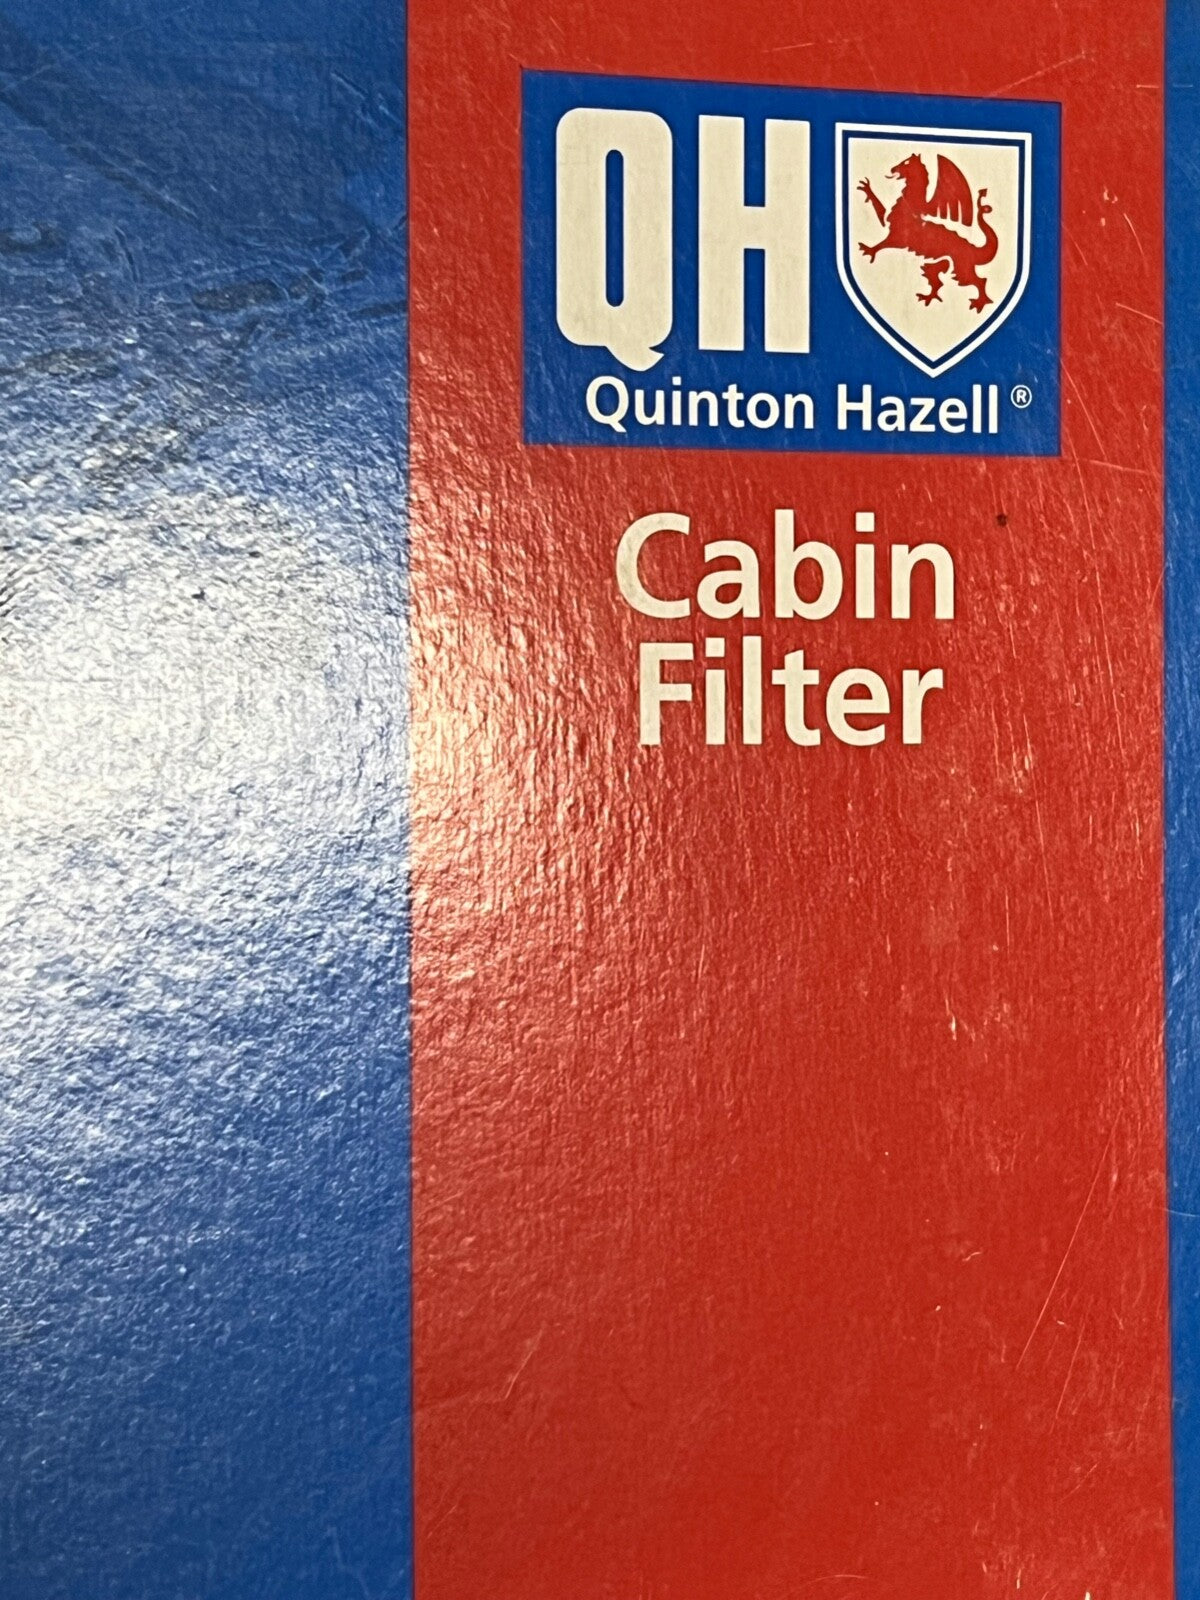 QH
Quinton Hazell®
Cabin
Filter